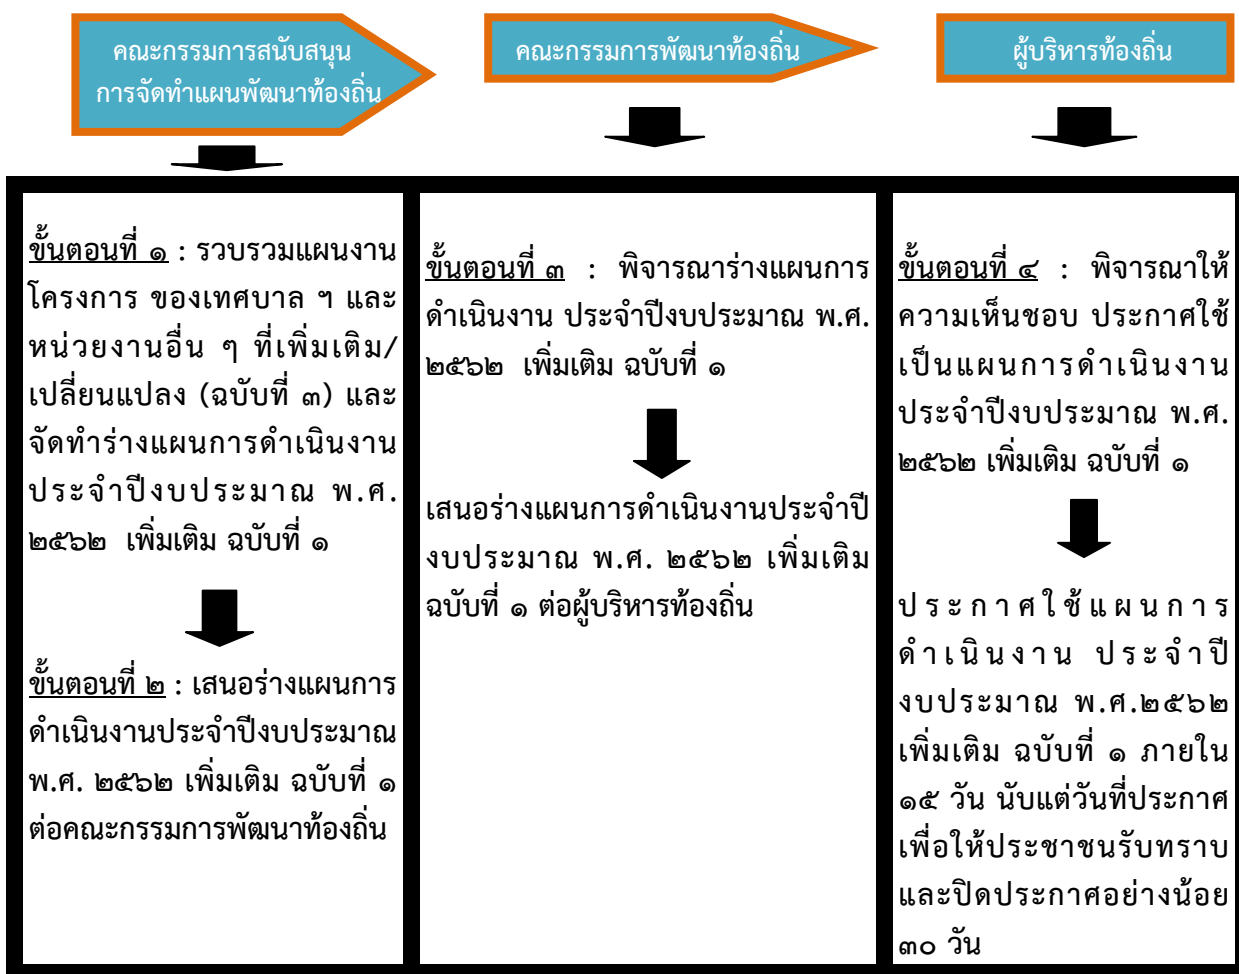 คณะกรรมการสนับสนุน
การจัดทำแผนพัฒนาท้องถิ่น
คณะกรรมการพัฒนาท้องถิ่น
ผู้บริหารท้องถิ่น
ขั้นตอนที่ ๑ : รวบรวมแผนงาน
โครงการ ของเทศบาล ฯ และ
หน่วยงานอื่น ๆ ที่เพิ่มเติม/
เปลี่ยนแปลง (ฉบับที่ ๓) และ
จัดทำร่างแผนการดำเนินงาน
ประจำปีงบประมาณ พ.ศ.
๒๕๖๒ เพิ่มเติม ฉบับที่ ๑
ขั้นตอนที่ ๒ : เสนอร่างแผนการ
ดำเนินงานประจำปีงบประมาณ
พ.ศ. ๒๕๖๒ เพิ่มเติม ฉบับที่ ๑
ต่อคณะกรรมการพัฒนาท้องถิ่น
ขั้นตอนที่ ๓ : พิจารณาร่างแผนการ
ดำเนินงาน ประจำปีงบประมาณ พ.ศ.
๒๕๖๒ เพิ่มเติม ฉบับที่ ๑
เสนอร่างแผนการดำเนินงานประจำปี
งบประมาณ พ.ศ. ๒๕๖๒ เพิ่มเติม
ฉบับที่ ๑ ต่อผู้บริหารท้องถิ่น
ขั้นตอนที่ ๔ : พิจารณาให้
ความเห็นชอบ ประกาศใช้
เป็นแผนการดำเนินงาน
ประจำปีงบประมาณ พ.ศ.
๒๕๖๒ เพิ่มเติม ฉบับที่ ๑
ประกาศใช้แผนการ
ดำเนินงาน ประจำปี
งบประมาณ พ.ศ.๒๕๖๒
เพิ่มเติม ฉบับที่ ๑ ภายใน
๑๕ วัน นับแต่วันที่ประกาศ
เพื่อให้ประชาชนรับทราบ
และปิดประกาศอย่างน้อย
๓๐ วัน